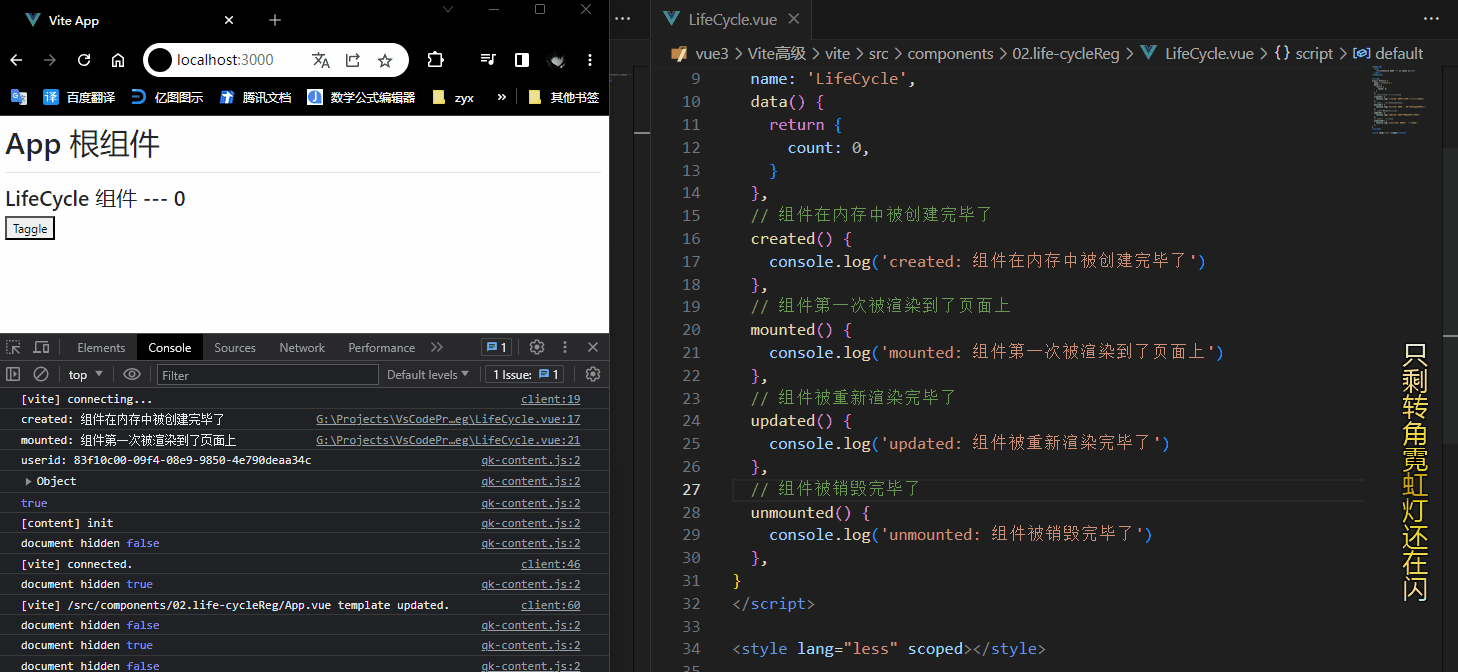 Vite App
localhost:3000
百度翻译
亿图图示
腾讯文档
数学公式编辑器
zyx
»
其他书签
App 根组件
LifeCycle 组件 --- 0
Taggle
Elements
Console
Sources
Network
Performance
1
top
Filter
Default levels
1 Issue: 1
[vite] connecting... client:19
created: 组件在内存中被创建完毕了 G:\Projects\VsCodePr…eg\LifeCycle.vue:17
mounted: 组件第一次被渲染到了页面上 G:\Projects\VsCodePr…eg\LifeCycle.vue:21
userid: 83f10c00-09f4-08e9-9850-4e790deaa34c qk-content.js:2
Object qk-content.js:2
true qk-content.js:2
[content] init qk-content.js:2
document hidden false qk-content.js:2
[vite] connected. client:46
document hidden true qk-content.js:2
[vite] /src/components/02.life-cycleReg/App.vue template updated. client:60
document hidden false qk-content.js:2
document hidden true qk-content.js:2
document hidden false qk-content.js:2
LifeCycle.vue
vue3 > Vite高级 > vite > src > components > 02.life-cycleReg > LifeCycle.vue > {} script > default
9 name: 'LifeCycle',
10 data() {
11 return {
12 count: 0,
13 }
14 },
15 // 组件在内存中被创建完毕了
16 created() {
17 console.log('created: 组件在内存中被创建完毕了')
18 },
19 // 组件第一次被渲染到了页面上
20 mounted() {
21 console.log('mounted: 组件第一次被渲染到了页面上')
22 },
23 // 组件被重新渲染完毕了
24 updated() {
25 console.log('updated: 组件被重新渲染完毕了')
26 },
27 // 组件被销毁完毕了
28 unmounted() {
29 console.log('unmounted: 组件被销毁完毕了')
30 },
31 }
32 </script>
33
34 <style lang="less" scoped></style>
35
只剩转角霓虹灯还在闪